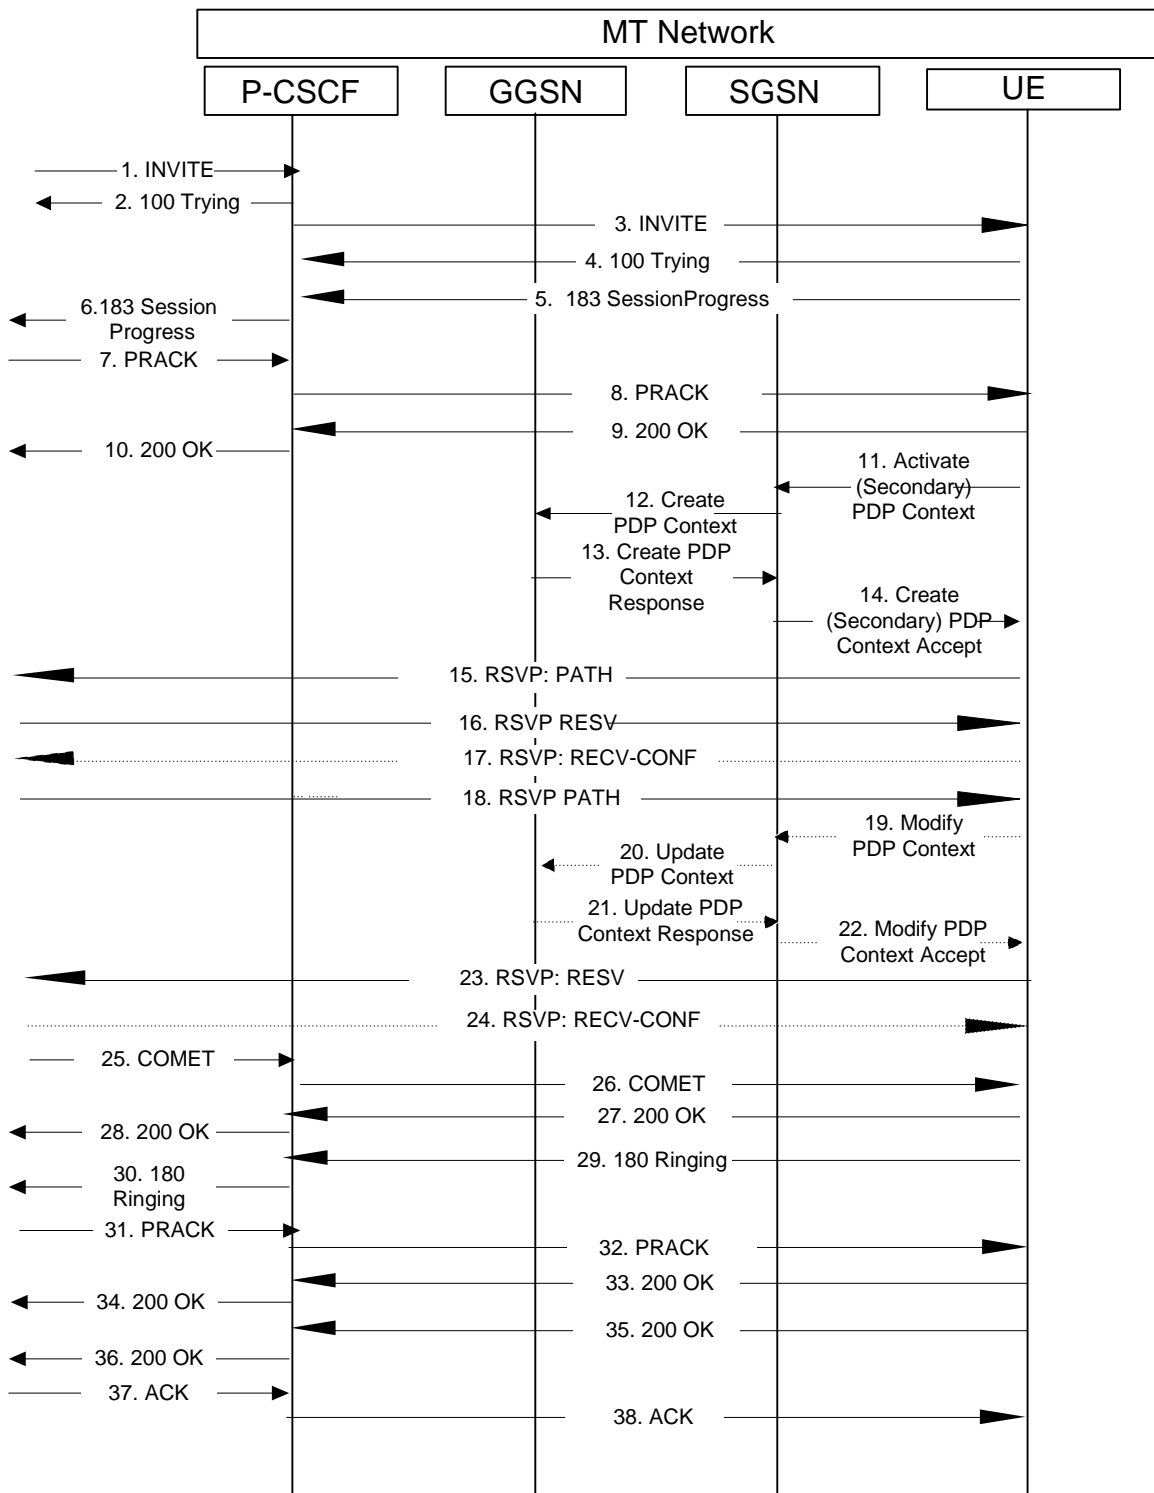 MT Network
P-CSCF
GGSN
SGSN
UE
1. INVITE
2. 100 Trying
3. INVITE
4. 100 Trying
5. 183 SessionProgress
6.183 Session
Progress
7. PRACK
8. PRACK
9. 200 OK
10. 200 OK
11. Activate
(Secondary)
PDP Context
12. Create
PDP Context
13. Create PDP
Context
Response
14. Create
(Secondary) PDP
Context Accept
15. RSVP: PATH
16. RSVP RESV
17. RSVP: RECV-CONF
18. RSVP PATH
19. Modify
PDP Context
20. Update
PDP Context
21. Update PDP
Context Response
22. Modify PDP
Context Accept
23. RSVP: RESV
24. RSVP: RECV-CONF
25. COMET
26. COMET
27. 200 OK
28. 200 OK
29. 180 Ringing
30. 180
Ringing
31. PRACK
32. PRACK
33. 200 OK
34. 200 OK
35. 200 OK
36. 200 OK
37. ACK
38. ACK